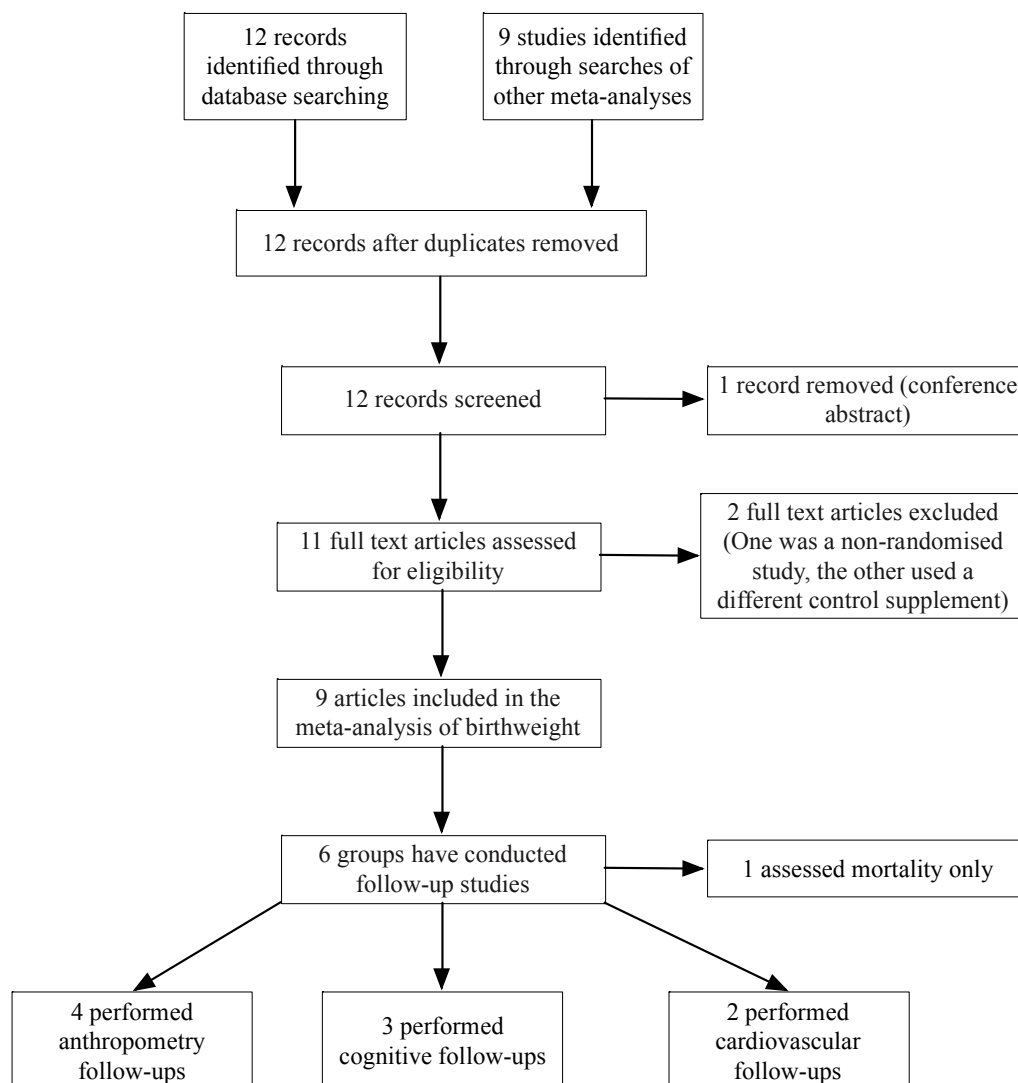 12 records
identified through
database searching
9 studies identified
through searches of
other meta-analyses
12 records after duplicates removed
12 records screened
1 record removed (conference
abstract)
11 full text articles assessed
for eligibility
2 full text articles excluded
(One was a non-randomised
study, the other used a
different control supplement)
9 articles included in the
meta-analysis of birthweight
6 groups have conducted
follow-up studies
1 assessed mortality only
4 performed
anthropometry
follow-ups
3 performed
cognitive follow-ups
2 performed
cardiovascular
follow-ups